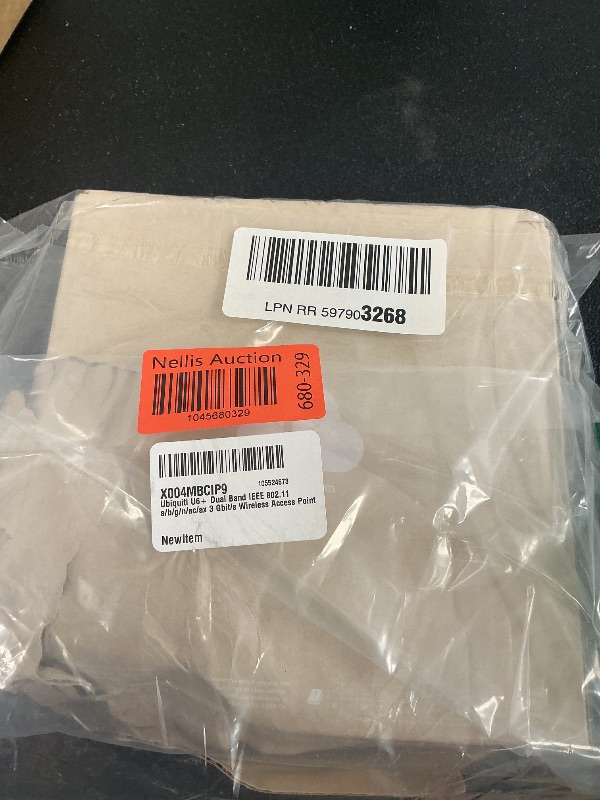 LPN RR 597903268
Nellis Auction
1045680329
680-329
X004MBCIP9
105524673
Ubiquiti U6+ Dual Band IEEE 802.11
a/b/g/n/ac/ax 3 Gbit/s Wireless Access Point
NewItem